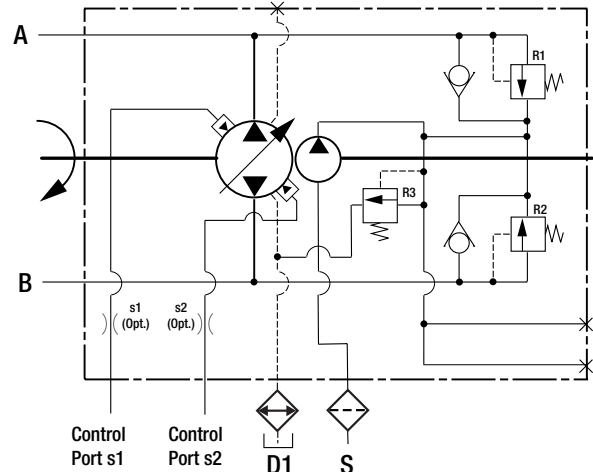 A
R1
R3
R2
B
s1
(Opt.)
s2
(Opt.)
Control
Port s1
Control
Port s2
D1
S